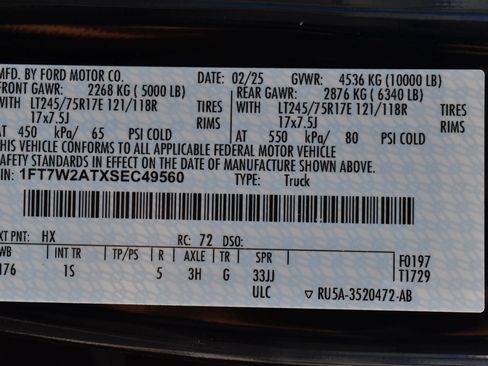 MFD. BY FORD MOTOR CO. DATE: 02/25 GVWR: 4536 KG (10000 LB)
FRONT GAWR: 2268 KG ( 5000 LB) REAR GAWR: 2876 KG ( 6340 LB)
WITH LT245/75R17E 121/118R TIRES WITH LT245/75R17E 121/118R TIRES
17x7.5J RIMS 17x7.5J RIMS
AT 450 kPa/ 65 PSI COLD AT 550 kPa/ 80 PSI COLD
THIS VEHICLE CONFORMS TO ALL APPLICABLE FEDERAL MOTOR VEHICLE
SAFETY STANDARDS IN EFFECT ON THE DATE OF MANUFACTURE SHOWN ABOVE.
IN: 1FT7W2ATXSEC49560 TYPE: Truck
XT PNT: HX RC: 72 DSO:
WB INT TR TP/PS R AXLE TR SPR F0197
176 1S 5 3H G 33JJ T1729
ULC ▽ RU5A-3520472-AB